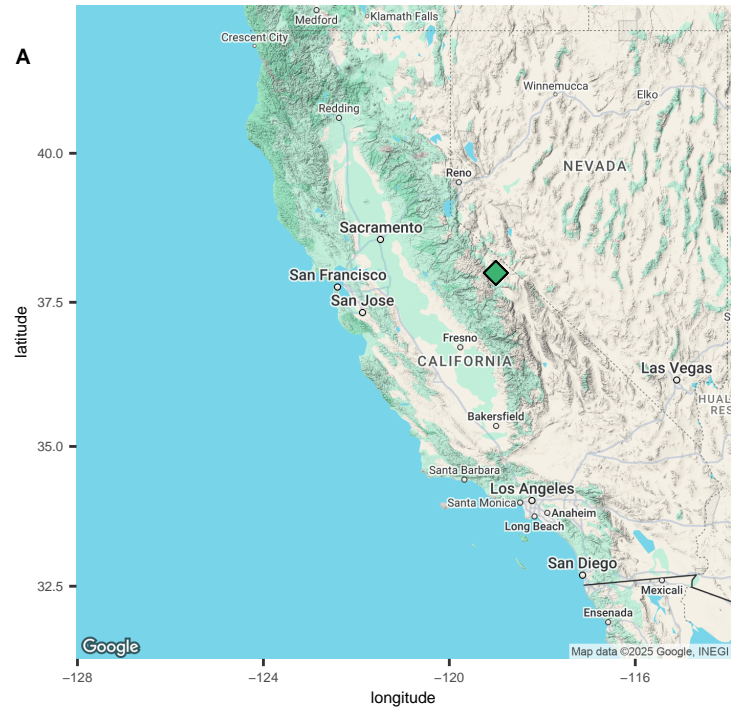 A
Medford
Klamath Falls
Crescent City
Winnemucca
Elko
Redding
40.0
Reno
NEVADA
Sacramento
San Francisco
37.5
San Jose
latitude
Fresno
CALIFORNIA
Las Vegas
HUAL
RES
Bakersfield
35.0
Santa Barbara
Los Angeles
Santa Monica
Anaheim
Long Beach
San Diego
32.5
Mexicali
Ensenada
Google
Map data ©2025 Google, INEGI
−128
−124
−120
−116
longitude